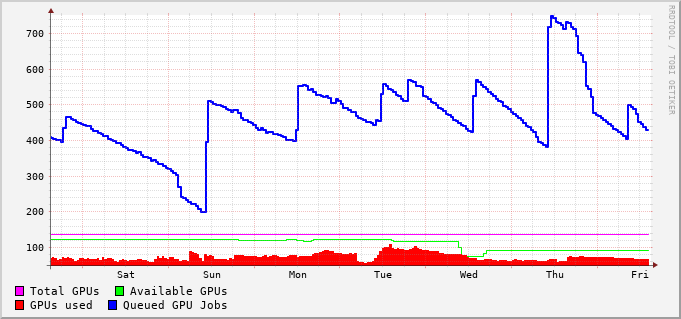 700
600
500
400
300
200
100
Sat Sun Mon Tue Wed Thu Fri
Total GPUs Available GPUs
GPUs used Queued GPU Jobs
RRDTOOL / TOBI OETIKER